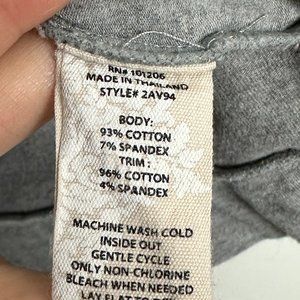 RN# 101206
MADE IN THAILAND
STYLE# 2AV94
BODY:
93% COTTON
7% SPANDEX
TRIM :
96% COTTON
4% SPANDEX
MACHINE WASH COLD
INSIDE OUT
GENTLE CYCLE
ONLY NON-CHLORINE
BLEACH WHEN NEEDED
LAY FLAT TO DRY